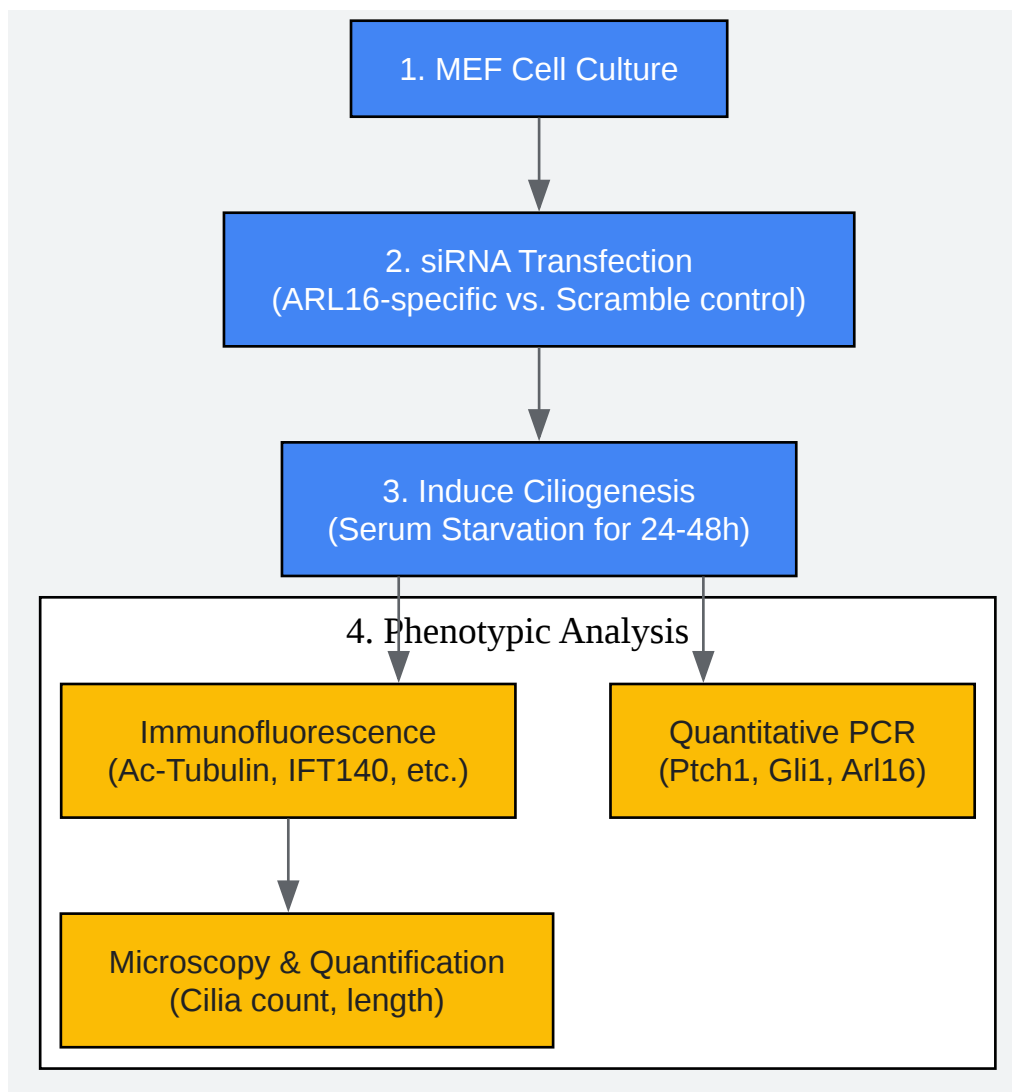 1. MEF Cell Culture
2. siRNA Transfection
(ARL16-specific vs. Scramble control)
3. Induce Ciliogenesis
(Serum Starvation for 24-48h)
4. Phenotypic Analysis
Immunofluorescence
(Ac-Tubulin, IFT140, etc.)
Quantitative PCR
(Ptch1, Gli1, Arl16)
Microscopy & Quantification
(Cilia count, length)